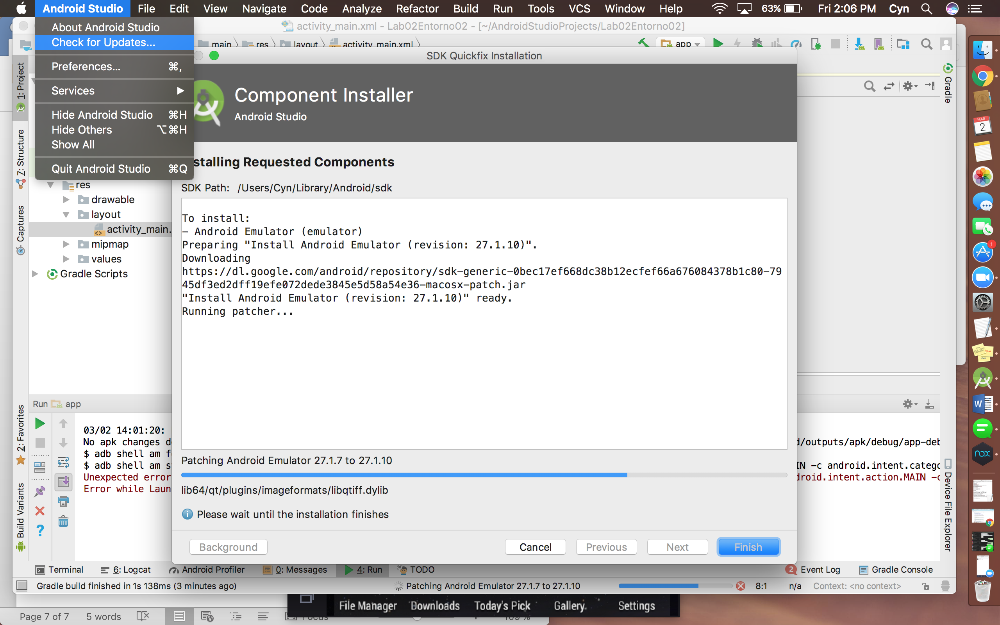 Android Studio File Edit View Navigate Code Analyze Refactor Build Run Tools VCS Window Help 63% Fri 2:06 PM Cyn
About Android Studio
Check for Updates...
Preferences... ⌘,
Services ▶
Hide Android Studio ⌘H
Hide Others ⌥⌘H
Show All
Quit Android Studio ⌘Q
activity_main.xml - Lab02Entorno02 - [~/AndroidStudioProjects/Lab02Entorno02]
main res layout activity_main.xml app
SDK Quickfix Installation
Component Installer
Android Studio
stalling Requested Components
SDK Path: /Users/Cyn/Library/Android/sdk
To install:
- Android Emulator (emulator)
Preparing "Install Android Emulator (revision: 27.1.10)".
Downloading
https://dl.google.com/android/repository/sdk-generic-0bec17ef668dc38b12ecfef66a676084378b1c80-79
45df3ed2dff19efe072dede3845e5d58a54e36-macosx-patch.jar
"Install Android Emulator (revision: 27.1.10)" ready.
Running patcher...
Patching Android Emulator 27.1.7 to 27.1.10
lib64/qt/plugins/imageformats/libqtiff.dylib
Please wait until the installation finishes
Background Cancel Previous Next Finish
1: Project
7: Structure
Captures
2: Favorites
Build Variants
res
drawable
layout
activity_main.
mipmap
values
Gradle Scripts
Run app
03/02 14:01:20:
No apk changes d
$ adb shell am f
$ adb shell am s
Unexpected error
Error while Laun
d/outputs/apk/debug/app-deb
IN -c android.intent.catego
droid.intent.action.MAIN -c
Gradle
Device File Explorer
Terminal 6: Logcat Android Profiler 0: Messages 4: Run TODO 2 Event Log Gradle Console
Gradle build finished in 1s 138ms (3 minutes ago) Patching Android Emulator 27.1.7 to 27.1.10 8:1 n/a Context: <no context>
File Manager Downloads Today's Pick Gallery Settings
Page 7 of 7 5 words Focus 109 %
MAR
2
1
W
nox